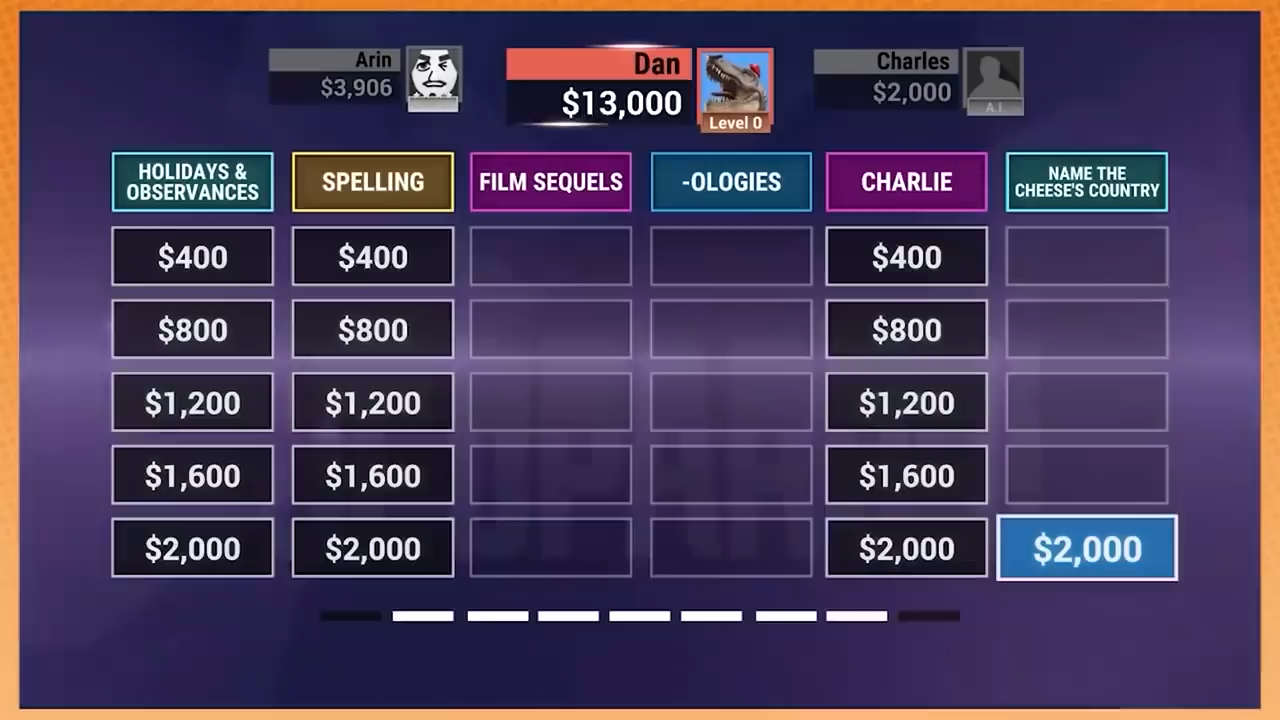 Arin
$3,906
Dan
$13,000
Level 0
Charles
$2,000
AI
HOLIDAYS &
OBSERVANCES
SPELLING
FILM SEQUELS
-OLOGIES
CHARLIE
NAME THE
CHEESE'S COUNTRY
$400
$400
$400
$800
$800
$800
$1,200
$1,200
$1,200
$1,600
$1,600
$1,600
$2,000
$2,000
$2,000
$2,000